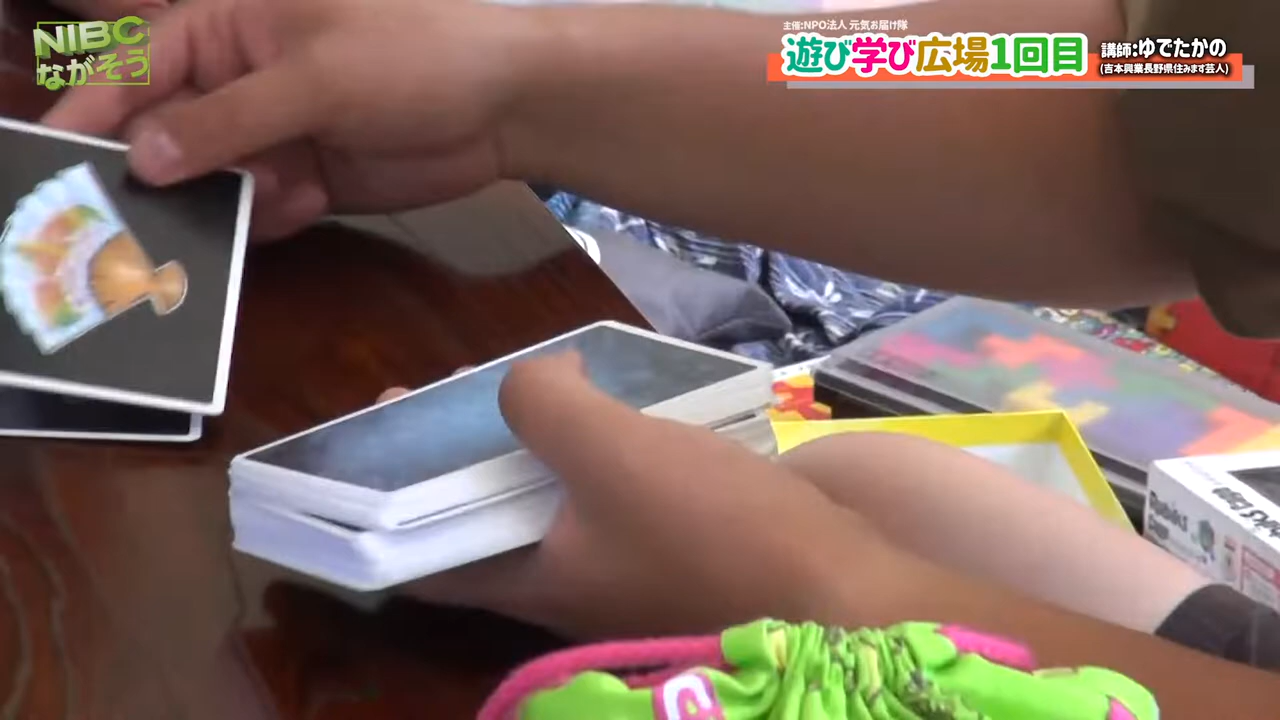 NIBC
ながそう
主催:NPO法人 元気お届け隊
遊び学び広場1回目
講師:ゆでたかの
(吉本興業長野県住みます芸人)